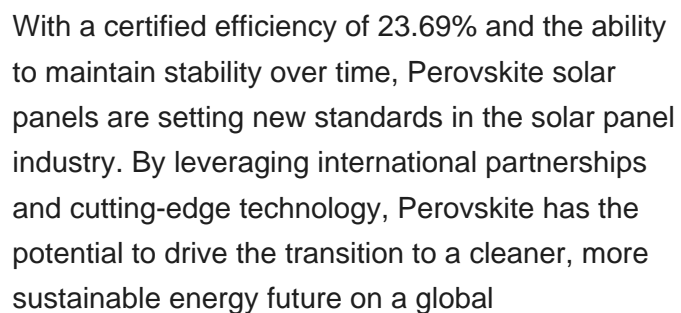 With a certified efficiency of 23.69% and the ability
to maintain stability over time, Perovskite solar
panels are setting new standards in the solar panel
industry. By leveraging international partnerships
and cutting-edge technology, Perovskite has the
potential to drive the transition to a cleaner, more
sustainable energy future on a global